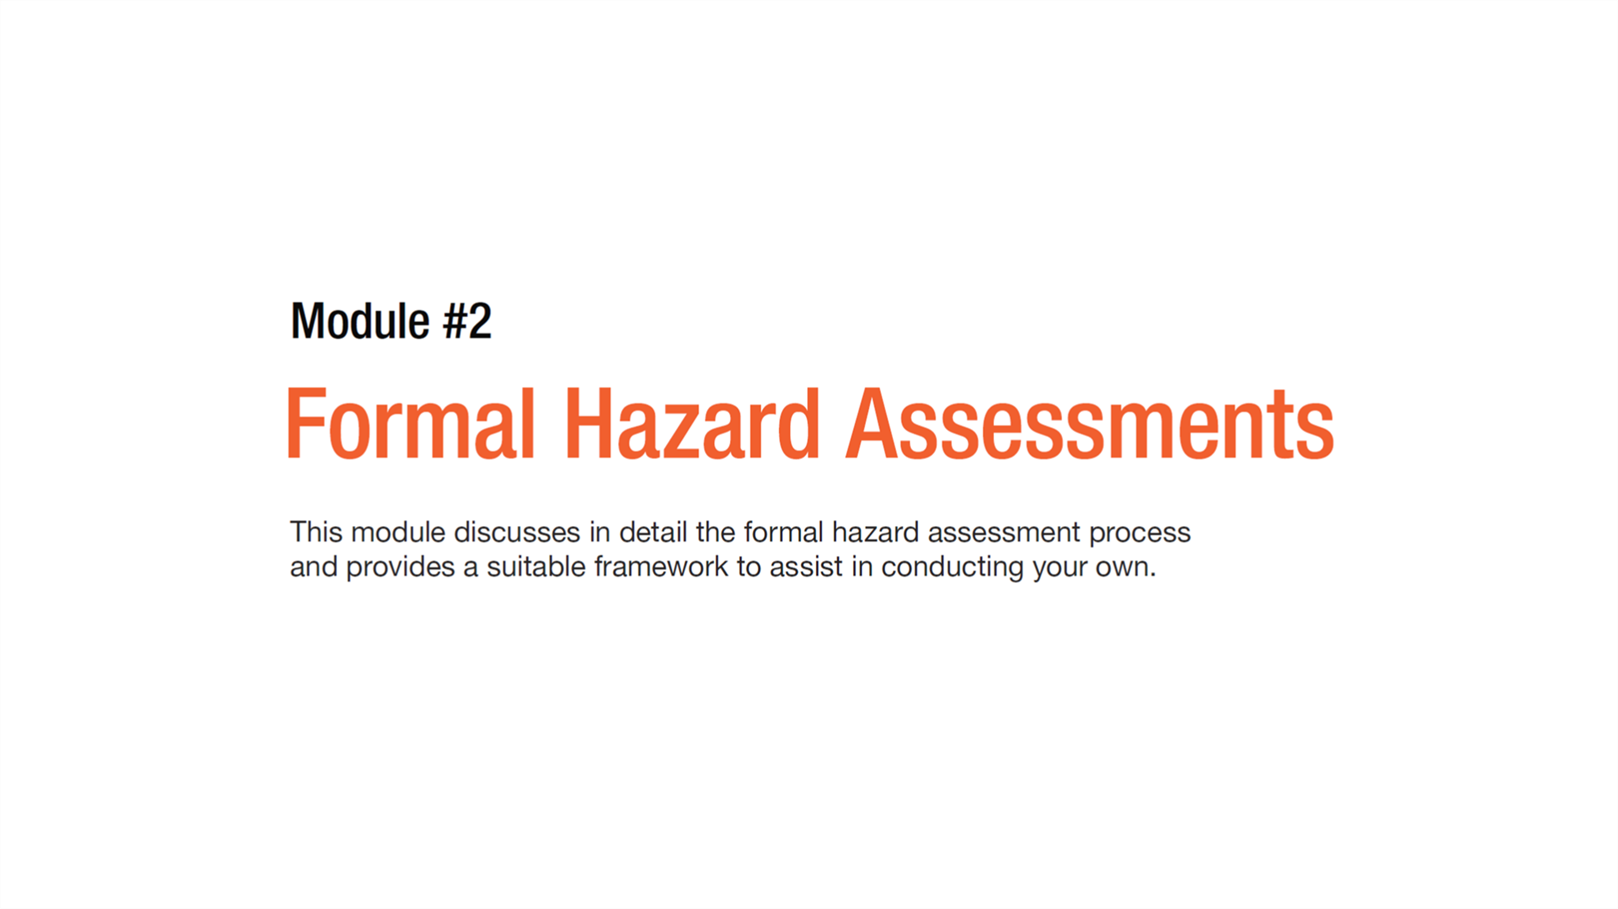 Module #2
Formal Hazard Assessments
This module discusses in detail the formal hazard assessment process
and provides a suitable framework to assist in conducting your own.